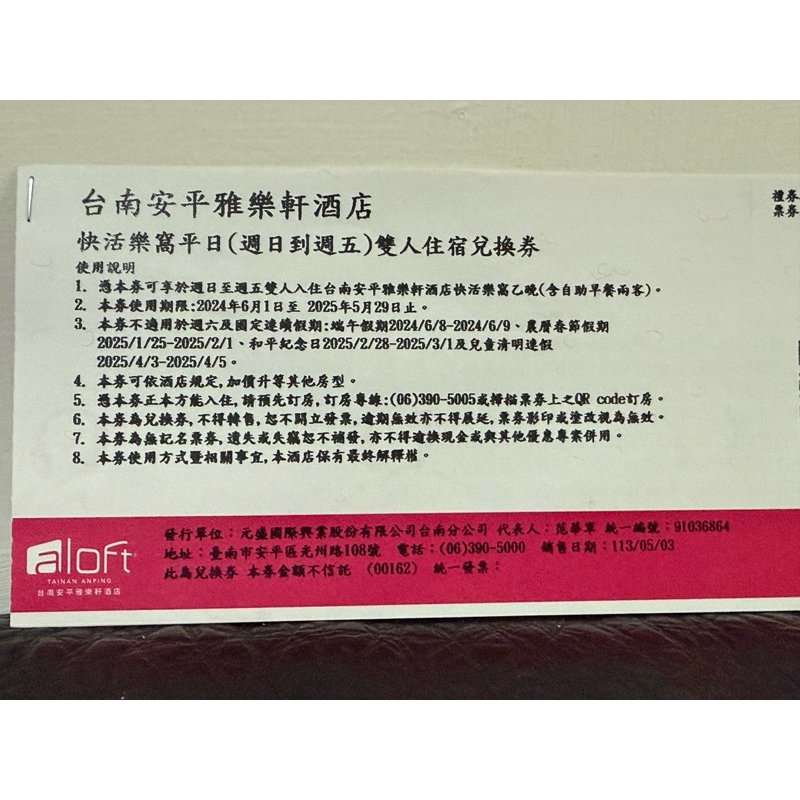 台南安平雅樂軒酒店
禮券
票券
快活樂窩平日(週日到週五)雙人住宿兌換券
使用說明
1. 憑本券可享於週日至週五雙人入住台南安平雅樂軒酒店快活樂窩乙晚(含自助早餐兩客)。
2. 本券使用期限:2024年6月1日至 2025年5月29日止。
3. 本券不適用於週六及國定連續假期:端午假期2024/6/8-2024/6/9、農曆春節假期
2025/1/25-2025/2/1、和平紀念日2025/2/28-2025/3/1及兒童清明連假
2025/4/3-2025/4/5。
4. 本券可依酒店規定,加價升等其他房型。
5. 憑本券正本方能入住,請預先訂房,訂房專線:(06)390-5005或掃描票券上之QR code訂房。
6. 本券為兌換券,不得轉售,恕不開立發票,逾期無效亦不得展延,票券影印或塗改視為無效。
7. 本券為無記名票券,遺失或失竊恕不補發,亦不得逾換現金或與其他優惠專案併用。
8. 本券使用方式暨相關事宜,本酒店保有最終解釋權。
aloft
TAINAN ANPING
台南安平雅樂軒酒店
發行單位：元盛國際興業股份有限公司台南分公司 代表人：范華軍 統一編號：91036864
地址：臺南市安平區光州路108號 電話：(06)390-5000 銷售日期：113/05/03
此為兌換券 本券金額不信託 (00162) 統一發票：